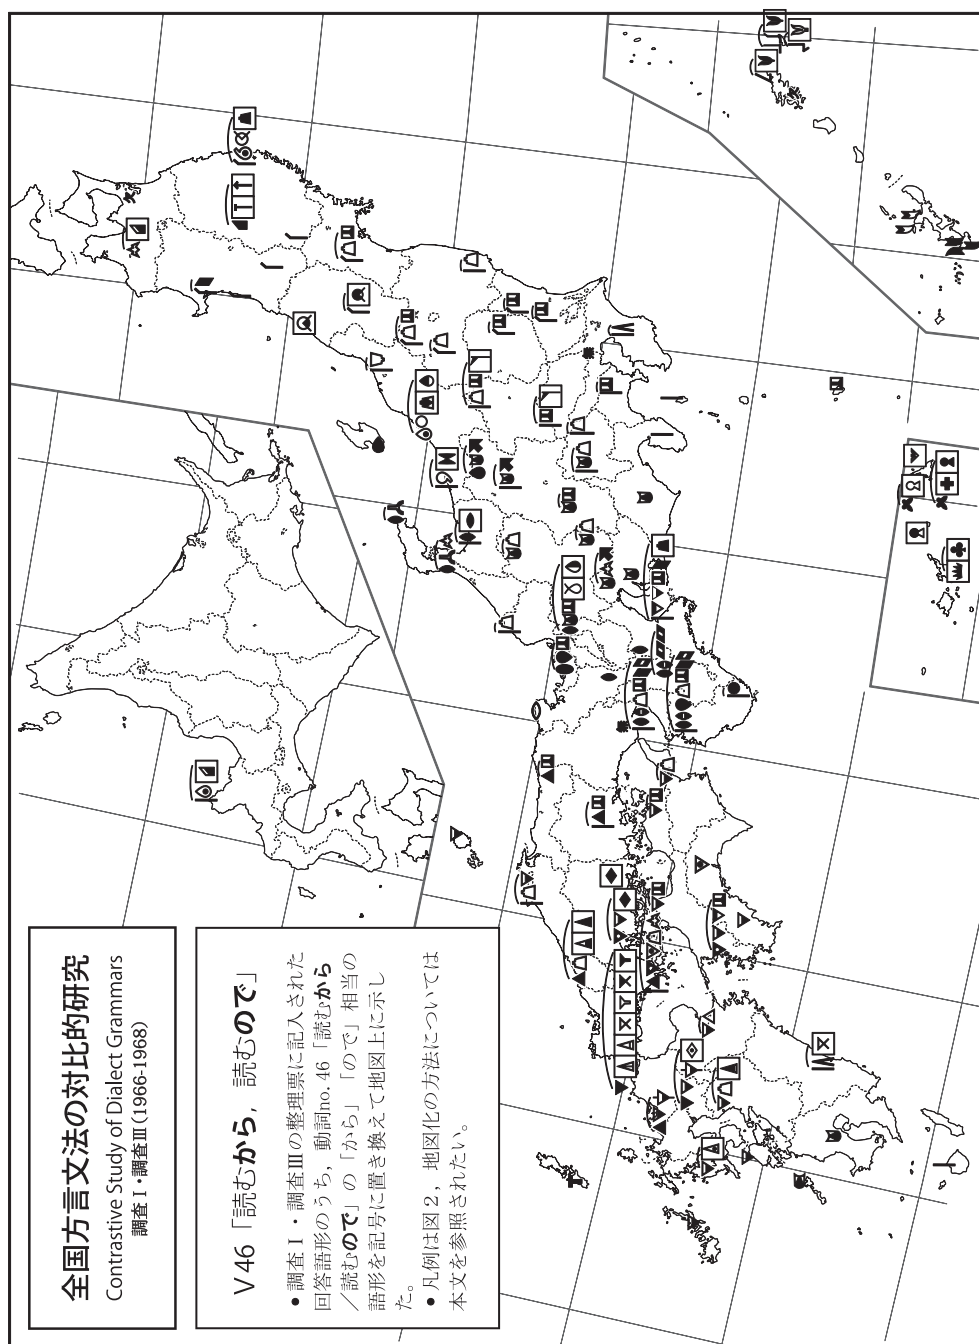 全国方言文法の対比的研究
Contrastive Study of Dialect Grammars
調査Ⅰ・調査Ⅲ(1966-1968)
V46「読むから，読むので」
● 調査Ⅰ・調査Ⅲの整理票に記入された
回答語形のうち，動詞no. 46「読むから
／読むので」の「から」「ので」相当の
語形を記号に置き換えて地図上に示し
た。
● 凡例は図2，地図化の方法については
本文を参照されたい。